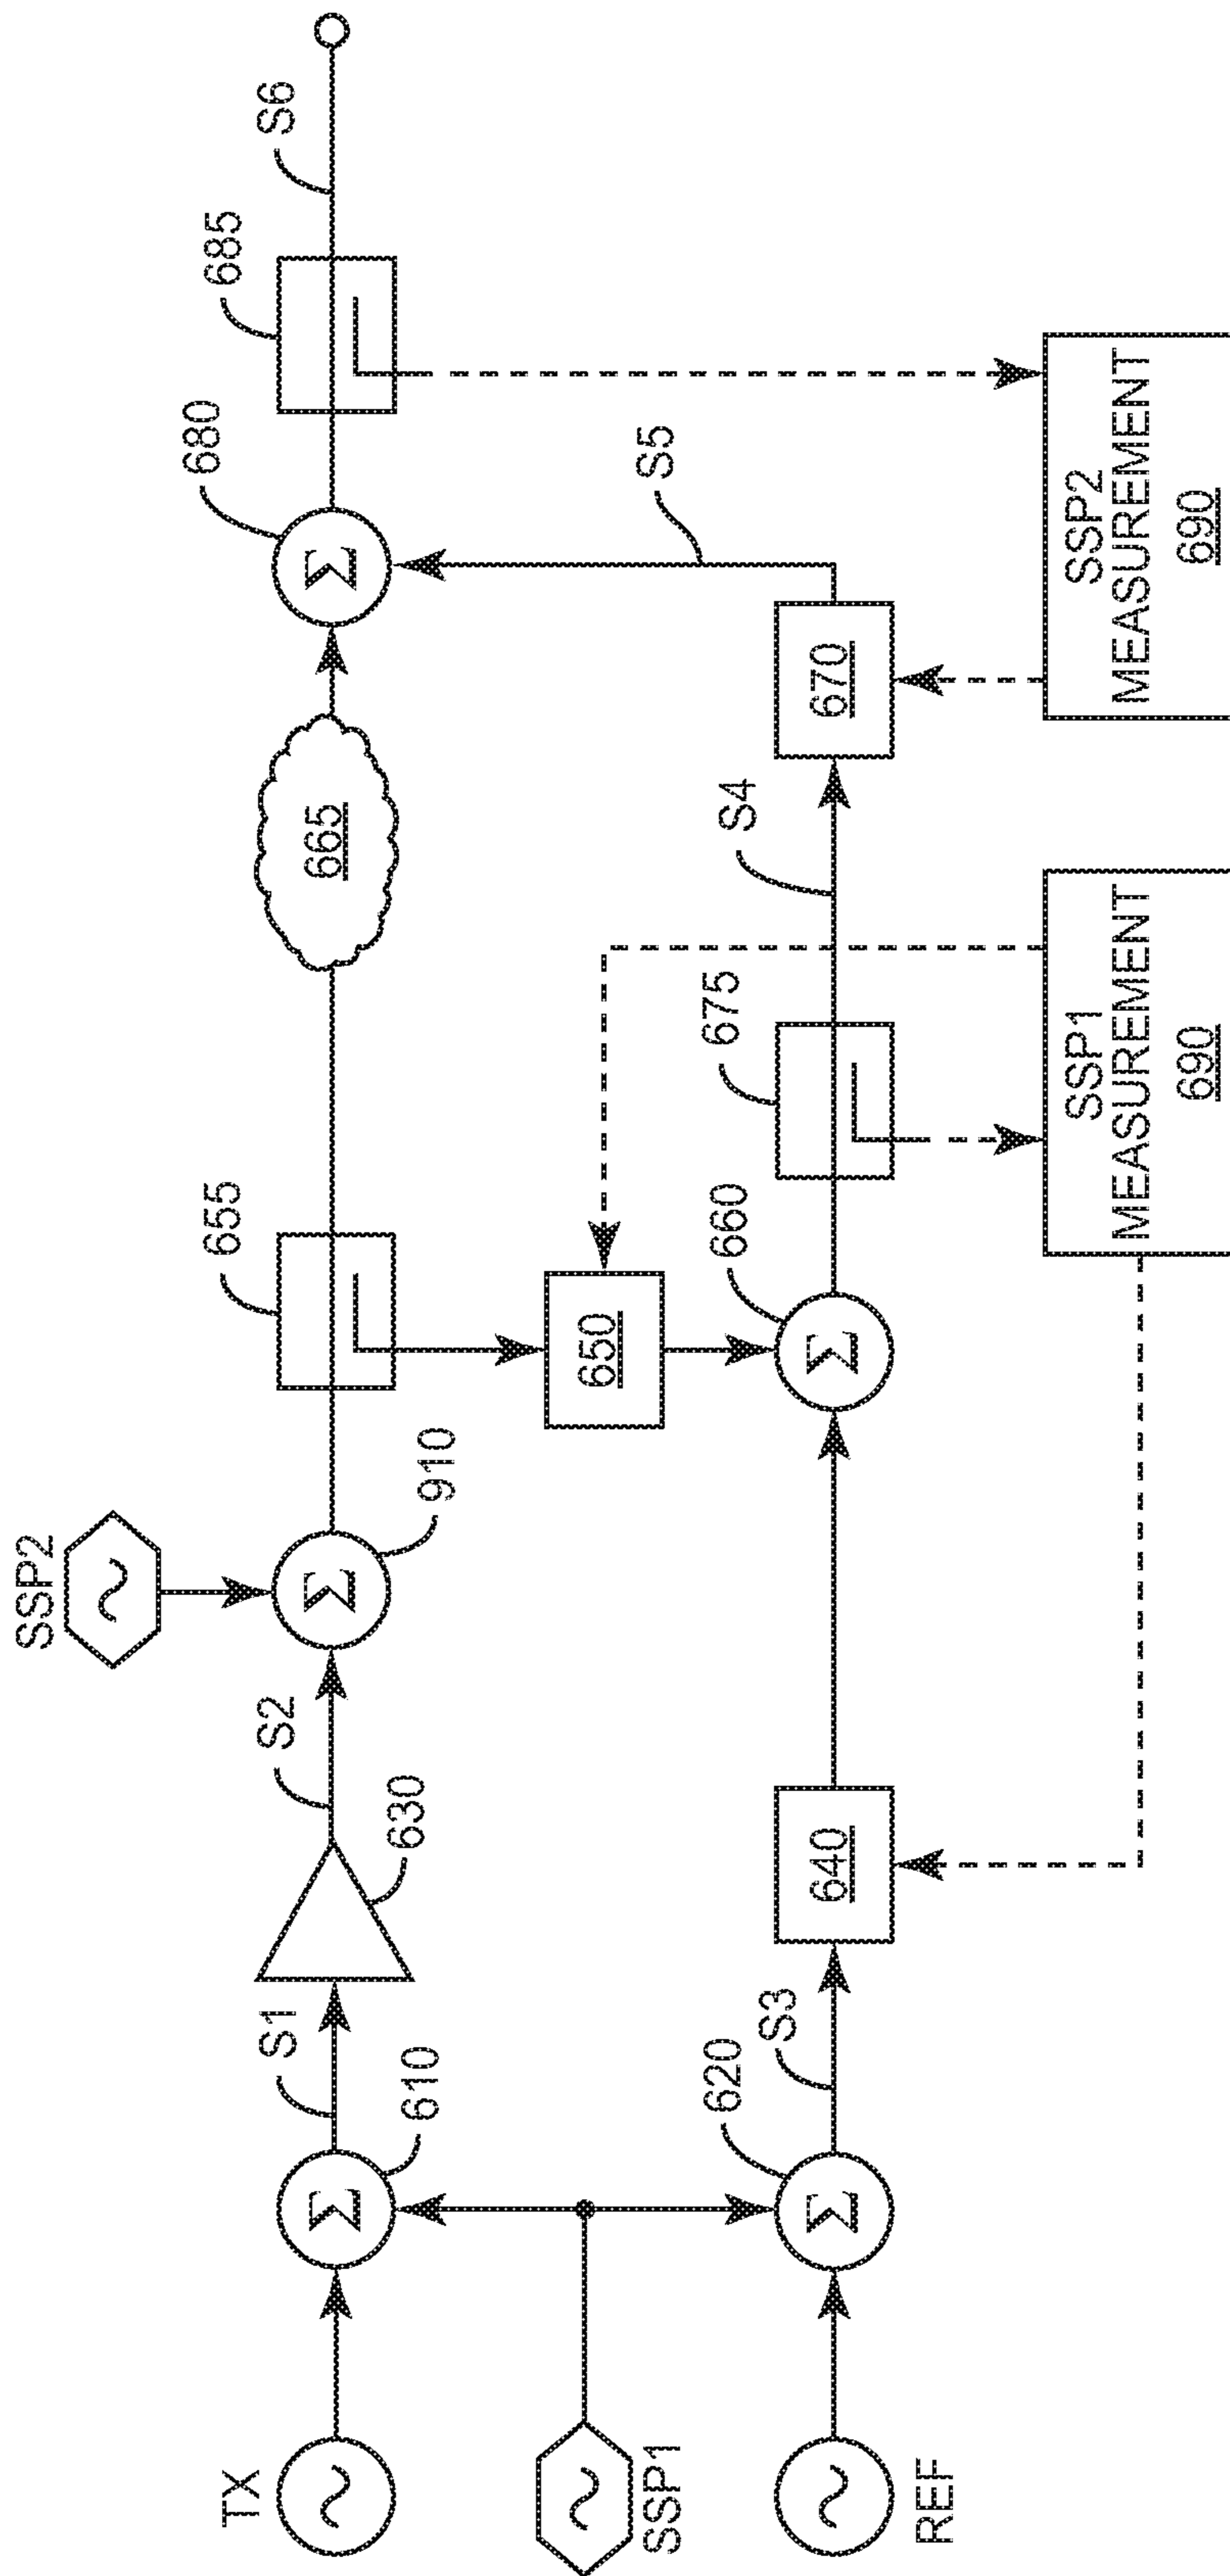 SSP2
TX
S1
630
S2
910
655
665
680
685
S6
610
SSP1
650
S5
620
S3
640
660
675
S4
670
REF
SSP1
MEASUREMENT
690
SSP2
MEASUREMENT
690